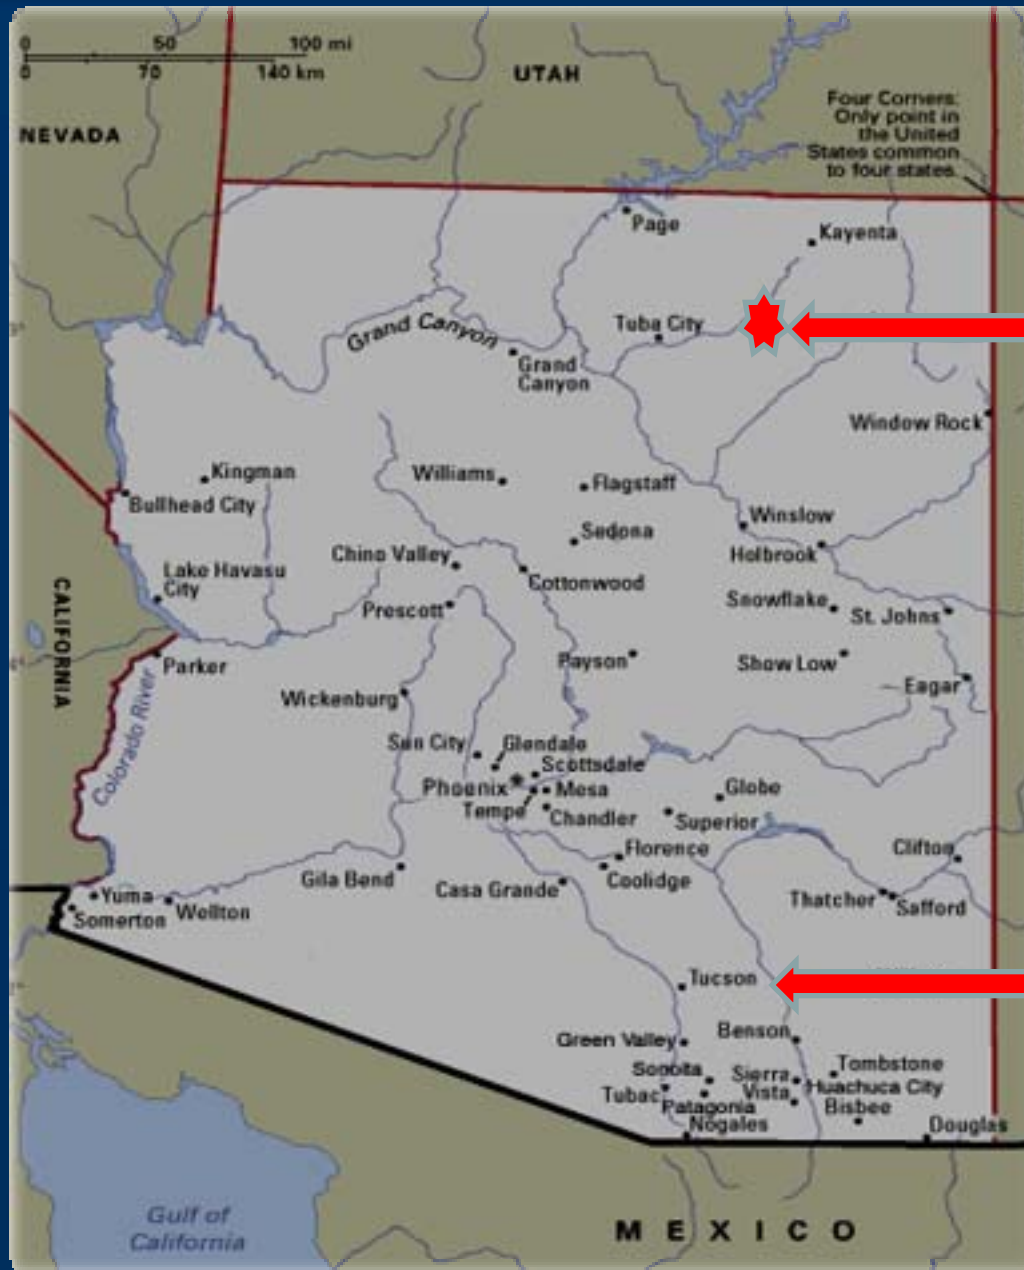 0 50 100 mi
0 70 140 km
UTAH
NEVADA
Four Corners:
Only point in
the United
States common
to four states.
Page
Kayenta
Tuba City
Grand Canyon
Grand
Canyon
Window Rock
Kingman
Williams
Flagstaff
Bullhead City
Winslow
Sedona
Holbrook
Chino Valley
Lake Havasu
City
Cottonwood
CALIFORNIA
Prescott
Snowflake
St. Johns
Parker
Payson
Show Low
Eagar
Wickenburg
Colorado River
Sun City
Glendale
Scottsdale
Phoenix
Mesa
Globe
Tempe
Chandler
Superior
Florence
Clifton
Gila Bend
Casa Grande
Coolidge
Yuma
Thatcher
Safford
Somerton
Wellton
Tucson
Green Valley
Benson
Sonoita
Sierra
Vista
Tombstone
Huachuca City
Tubac
Patagonia
Bisbee
Nogales
Douglas
Gulf of
California
MEXICO